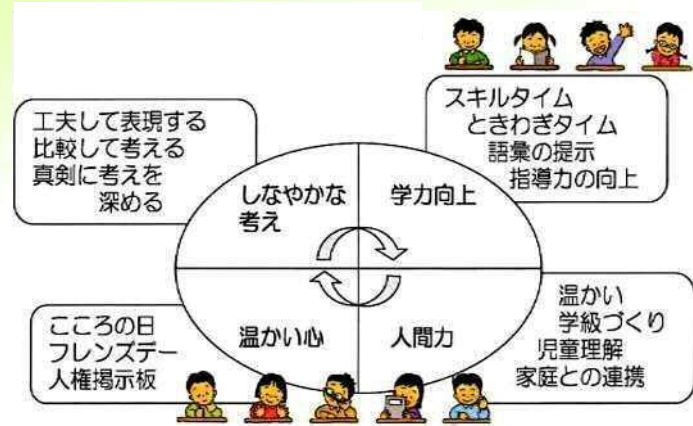 工夫して表現する
比較して考える
真剣に考えを
深める
スキルタイム
ときわぎタイム
語彙の提示
指導力の向上
しなやかな
考え
学力向上
温かい心
人間力
こころの日
フレンズデー
人権掲示板
温かい
学級づくり
児童理解
家庭との連携